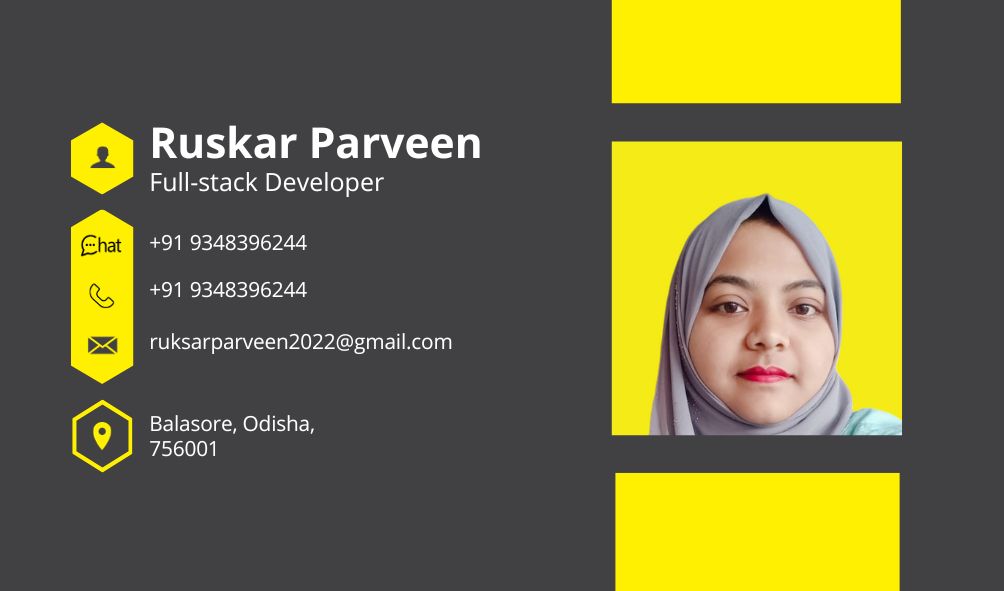 Ruskar Parveen
Full-stack Developer
Chat
+91 9348396244
+91 9348396244
ruksarparveen2022@gmail.com
Balasore, Odisha,
756001